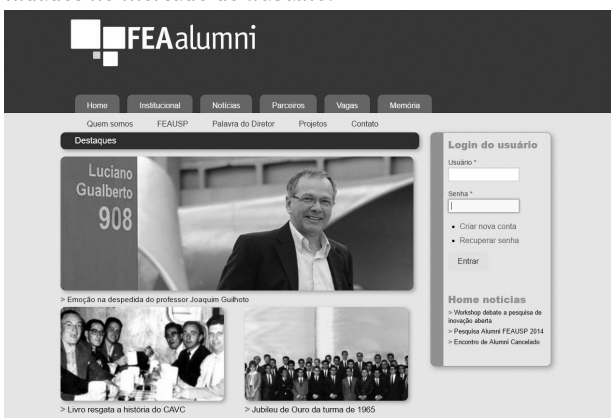 FEAalumni
Home Institucional Notícias Parceiros Vagas Memória
Quem somos FEAUSP Palavra do Diretor Projetos Contato
Destaques
Luciano
Gualberto
908
> Emoção na despedida do professor Joaquim Guilhoto
> Livro resgata a história do CAVC
> Jubileu de Ouro da turma de 1965
Login do usuário
Usuário *
Senha *
Criar nova conta
Recuperar senha
Entrar
Home notícias
> Workshop debate a pesquisa de
inovação aberta
> Pesquisa Alumni FEAUSP 2014
> Encontro de Alumni Cancelado